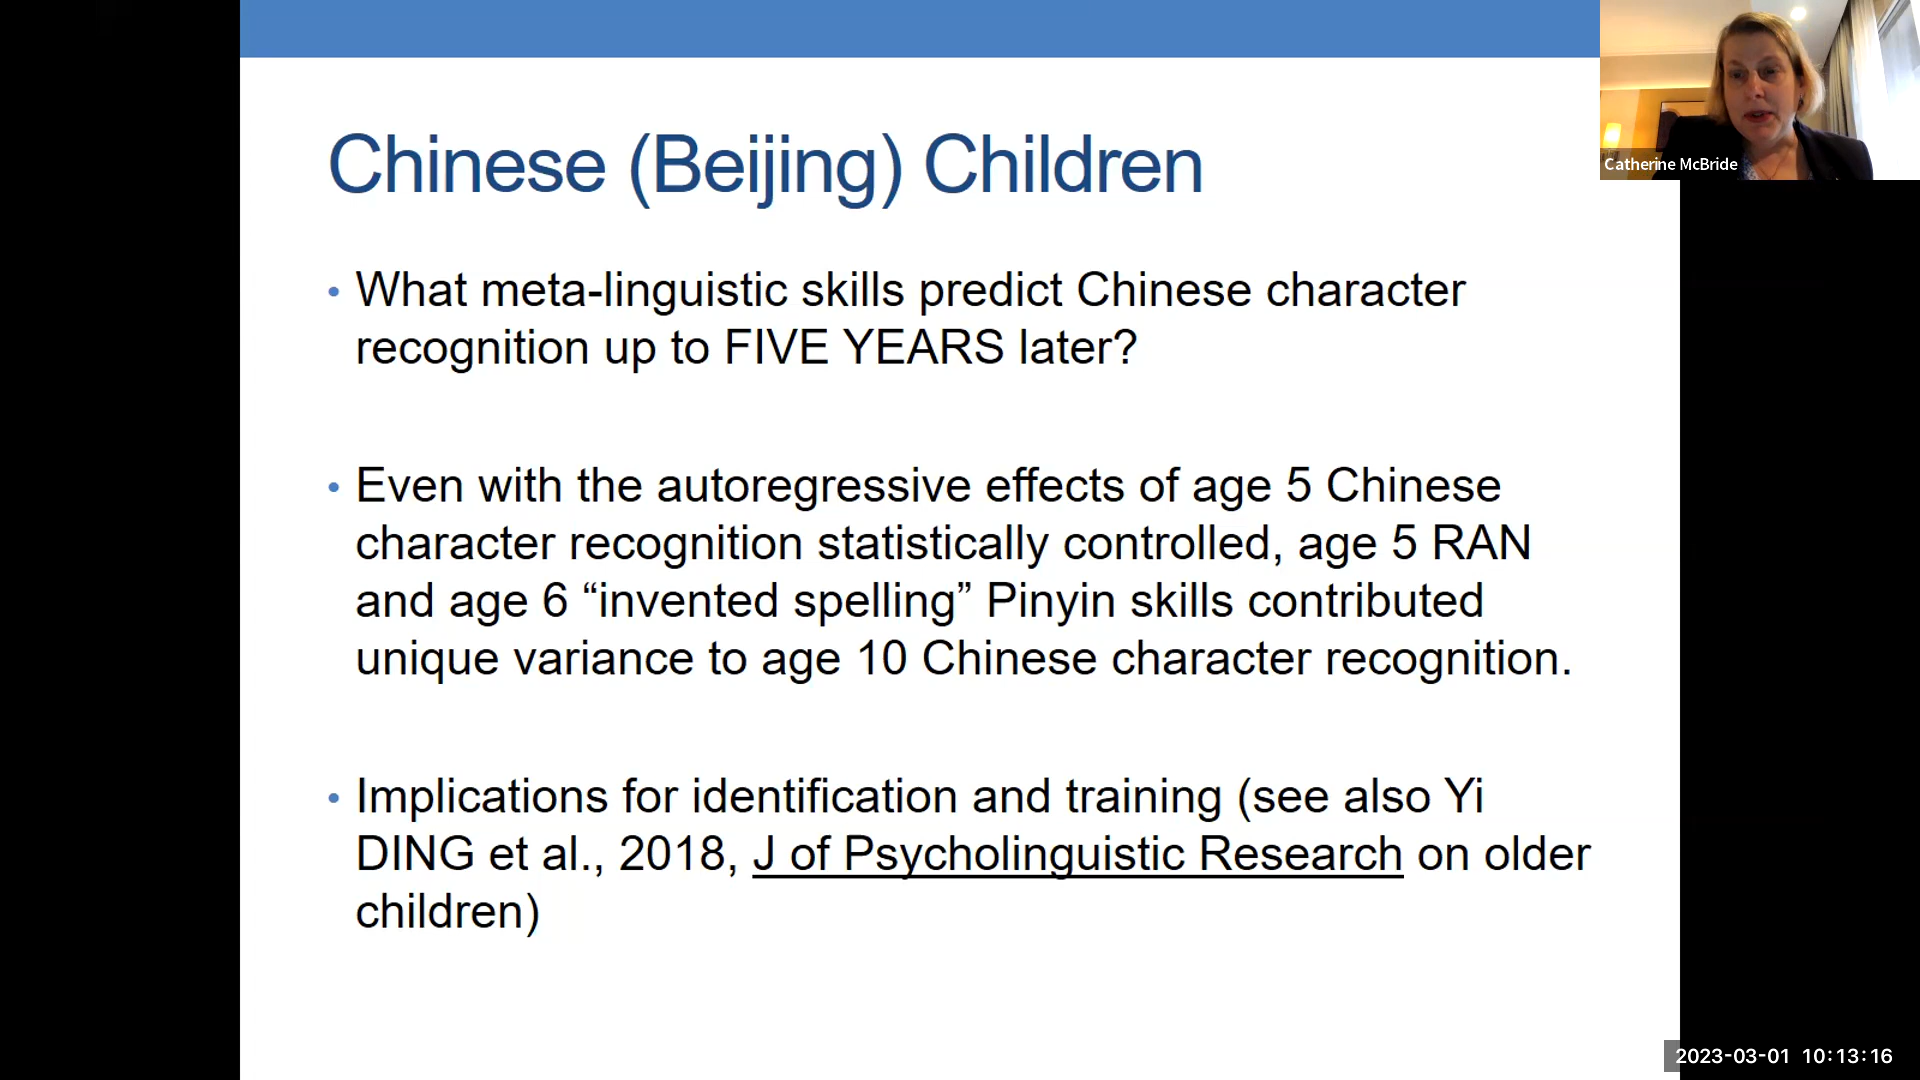 Chinese (Beijing) Children
Catherine McBride
• What meta-linguistic skills predict Chinese character
recognition up to FIVE YEARS later?
• Even with the autoregressive effects of age 5 Chinese
character recognition statistically controlled, age 5 RAN
and age 6 “invented spelling” Pinyin skills contributed
unique variance to age 10 Chinese character recognition.
• Implications for identification and training (see also Yi
DING et al., 2018, J of Psycholinguistic Research on older
children)
2023-03-01 10:13:16